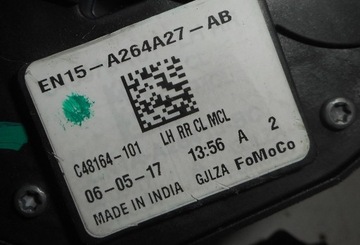 EN15-A264A27-AB
C48164-101 LH RR CL MCL
06-05-17 13:56 A 2
MADE IN INDIA GJLZA FoMoCo